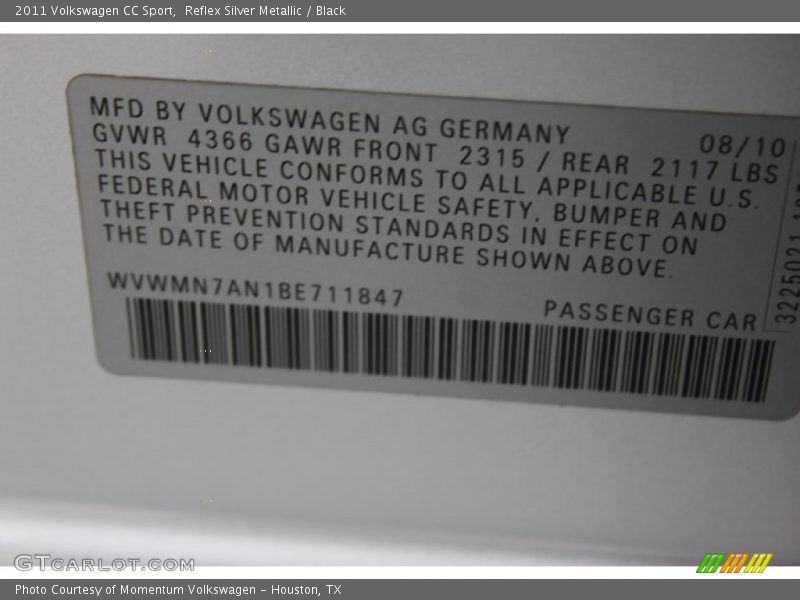 2011 Volkswagen CC Sport, Reflex Silver Metallic / Black
MFD BY VOLKSWAGEN AG GERMANY 08/10
GVWR 4366 GAWR FRONT 2315 / REAR 2117 LBS
THIS VEHICLE CONFORMS TO ALL APPLICABLE U.S.
FEDERAL MOTOR VEHICLE SAFETY, BUMPER AND
THEFT PREVENTION STANDARDS IN EFFECT ON
THE DATE OF MANUFACTURE SHOWN ABOVE.
WVWMN7AN1BE711847 PASSENGER CAR
3225021
GTCARLOT.COM
Photo Courtesy of Momentum Volkswagen - Houston, TX